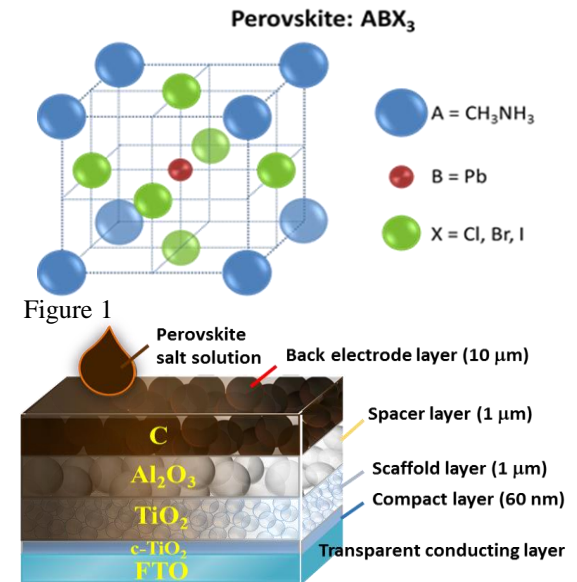 Perovskite: ABX₃
A = CH₃NH₃
B = Pb
X = Cl, Br, I
Figure 1
Perovskite
salt solution
Back electrode layer (10 μm)
Spacer layer (1 μm)
Scaffold layer (1 μm)
Compact layer (60 nm)
Transparent conducting layer
C
Al₂O₃
TiO₂
c-TiO₂
FTO